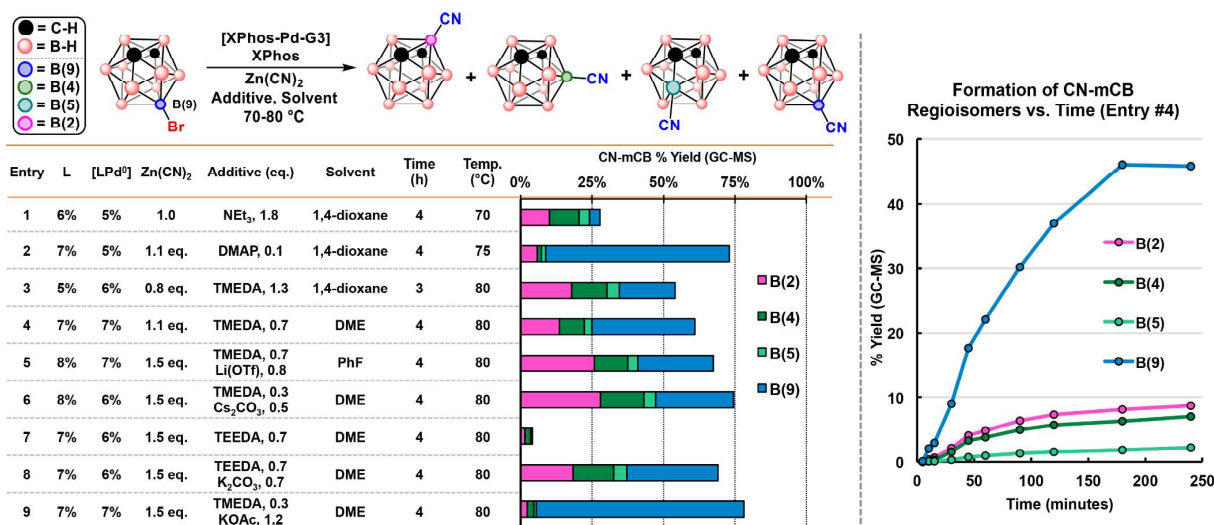 = C-H
= B-H
= B(9)
= B(4)
= B(5)
= B(2)
B(9)
Br
[XPhos-Pd-G3]
XPhos
Zn(CN)2
Additive, Solvent
70-80 °C
CN
+
CN
+
CN
+
CN
Entry L [LPd⁰] Zn(CN)₂ Additive (eq.) Solvent Time (h) Temp. (°C)
CN-mCB % Yield (GC-MS)
0% 25% 50% 75% 100%
1 6% 5% 1.0 NEt₃, 1.8 1,4-dioxane 4 70
2 7% 5% 1.1 eq. DMAP, 0.1 1,4-dioxane 4 75
3 5% 6% 0.8 eq. TMEDA, 1.3 1,4-dioxane 3 80
4 7% 7% 1.1 eq. TMEDA, 0.7 DME 4 80
5 8% 7% 1.5 eq. TMEDA, 0.7 Li(OTf), 0.8 PhF 4 80
6 8% 6% 1.5 eq. TMEDA, 0.3 Cs₂CO₃, 0.5 DME 4 80
7 7% 6% 1.5 eq. TEEDA, 0.7 DME 4 80
8 7% 6% 1.5 eq. TEEDA, 0.7 K₂CO₃, 0.7 DME 4 80
9 7% 7% 1.5 eq. TMEDA, 0.3 KOAc, 1.2 DME 4 80
B(2)
B(4)
B(5)
B(9)
Formation of CN-mCB
Regioisomers vs. Time (Entry #4)
% Yield (GC-MS)
50
40
30
20
10
0
B(2)
B(4)
B(5)
B(9)
0 50 100 150 200 250
Time (minutes)